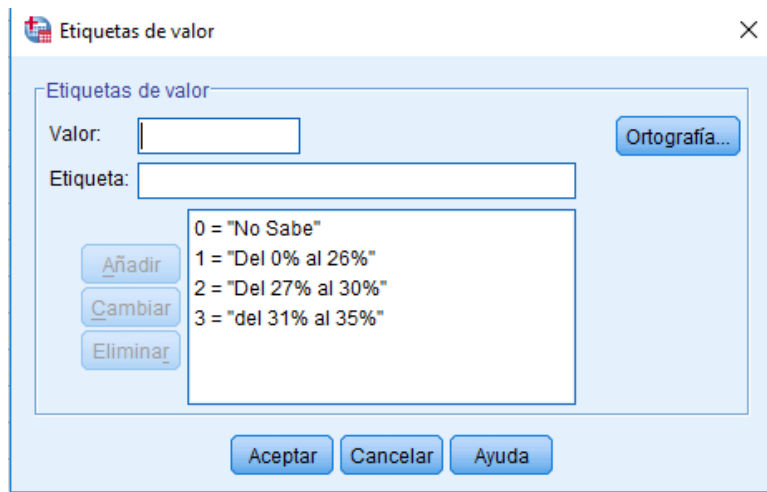 Etiquetas de valor
Etiquetas de valor
Valor:
Ortografía...
Etiqueta:
0 = "No Sabe"
1 = "Del 0% al 26%"
2 = "Del 27% al 30%"
3 = "del 31% al 35%"
Añadir
Cambiar
Eliminar
Aceptar Cancelar Ayuda